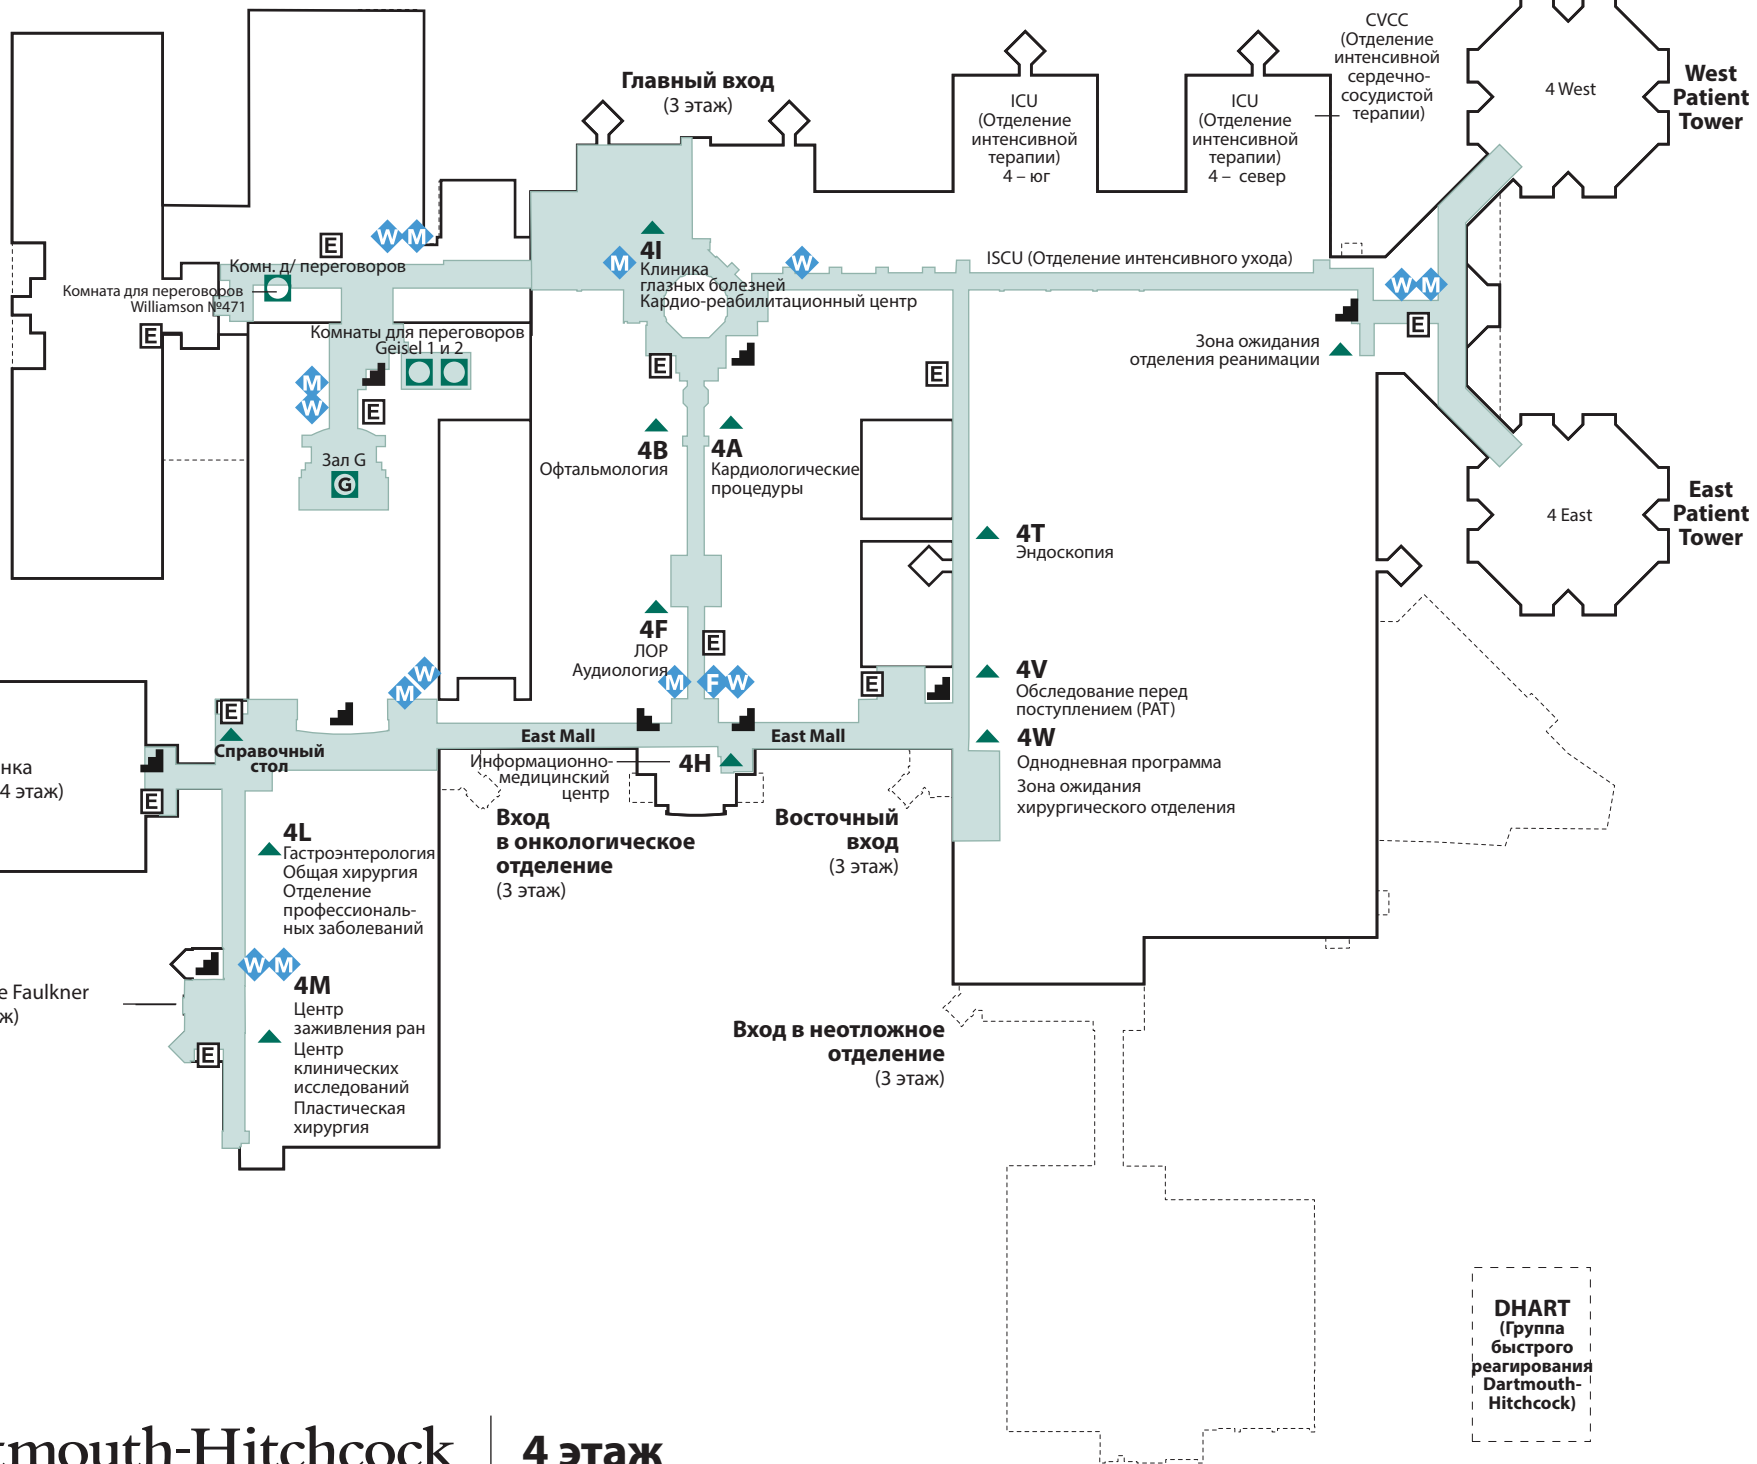 Главный вход
(3 этаж)
ICU
(Отделение
интенсивной
терапии)
4 – юг
ICU
(Отделение
интенсивной
терапии)
4 – север
CVCC
(Отделение
интенсивной
сердечно-
сосудистой
терапии)
4 West
West
Patient
Tower
E
W M
Комн. д/ переговоров
Комната для переговоров
Williamson №471
E
M
4I
Клиника
глазных болезней
Кардио-реабилитационный центр
W
ISCU (Отделение интенсивного ухода)
W M
E
Зона ожидания
отделения реанимации
Комнаты для переговоров
Geisel 1 и 2
M
W
E
E
E
Зал G
G
4B
Офтальмология
4A
Кардиологические
процедуры
4 East
East
Patient
Tower
4T
Эндоскопия
4F
ЛОР
Аудиология
E
M
F W
W
M
E
4V
Обследование перед
поступлением (PAT)
4W
Однодневная программа
Зона ожидания
хирургического отделения
E
Справочный
стол
East Mall
East Mall
Информационно-
медицинский
центр
4H
нка
4 этаж)
E
Вход
в онкологическое
отделение
(3 этаж)
Восточный
вход
(3 этаж)
4L
Гастроэнтерология
Общая хирургия
Отделение
профессиональ-
ных заболеваний
W M
4M
Центр
заживления ран
Центр
клинических
исследований
Пластическая
хирургия
e Faulkner
ж)
E
Вход в неотложное
отделение
(3 этаж)
DHART
(Группа
быстрого
реагирования
Dartmouth-
Hitchcock)
tmouth-Hitchcock
4 этаж